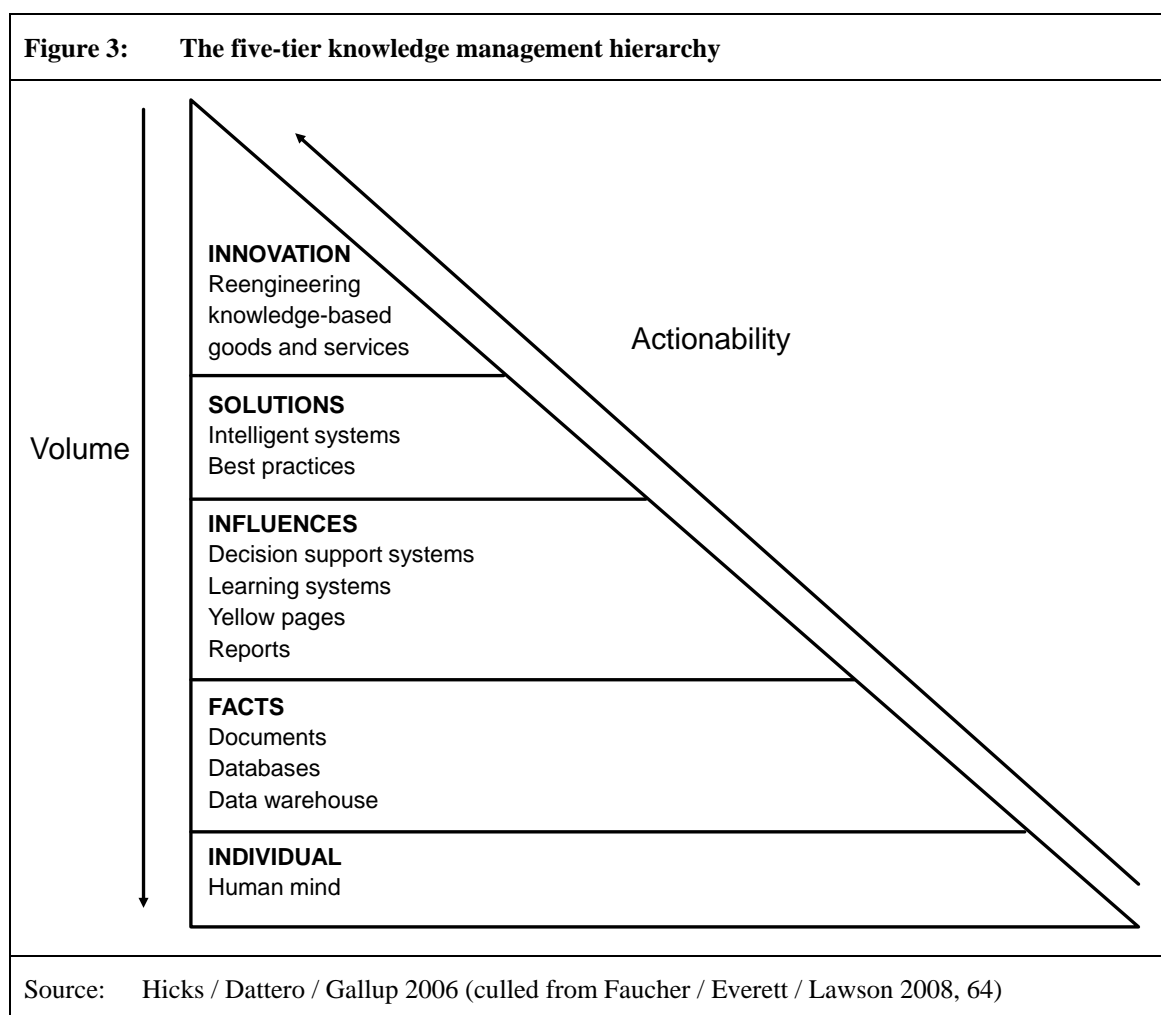 Figure 3: The five-tier knowledge management hierarchy
Volume
Actionability
INNOVATION
Reengineering
knowledge-based
goods and services
SOLUTIONS
Intelligent systems
Best practices
INFLUENCES
Decision support systems
Learning systems
Yellow pages
Reports
FACTS
Documents
Databases
Data warehouse
INDIVIDUAL
Human mind
Source: Hicks / Dattero / Gallup 2006 (culled from Faucher / Everett / Lawson 2008, 64)